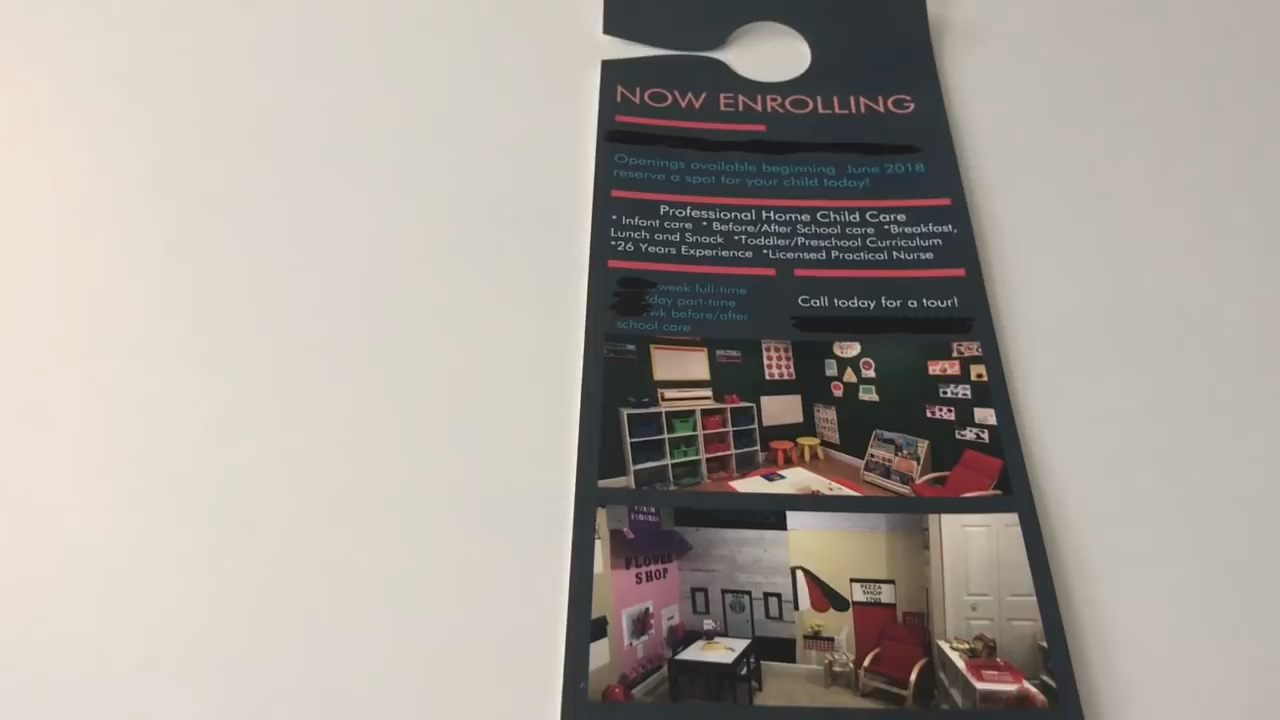 NOW ENROLLING
Openings available beginning June 2018
reserve a spot for your child today!
Professional Home Child Care
* Infant care * Before/After School care *Breakfast,
Lunch and Snack *Toddler/Preschool Curriculum
*26 Years Experience *Licensed Practical Nurse
week full-time
/day part-time
/wk before/after
school care
Call today for a tour!
FLOWERS
FLOWER
SHOP
PIZZA
SHOP